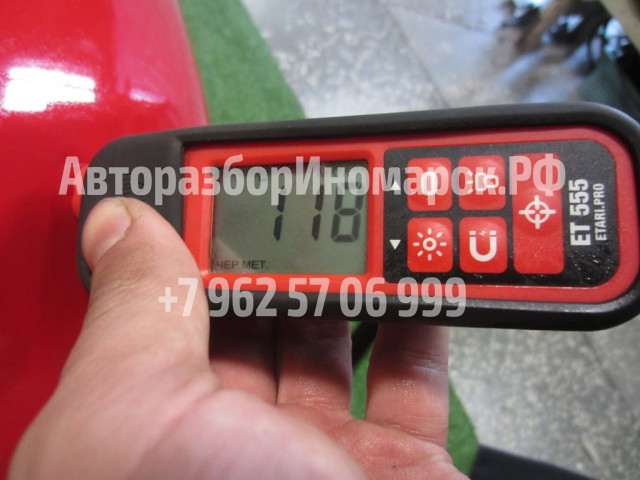 АвторазборИномарок.РФ
118
ЧЕР.МЕТ.
ET 555
ETARI.PRO
+7 962 57 06 999